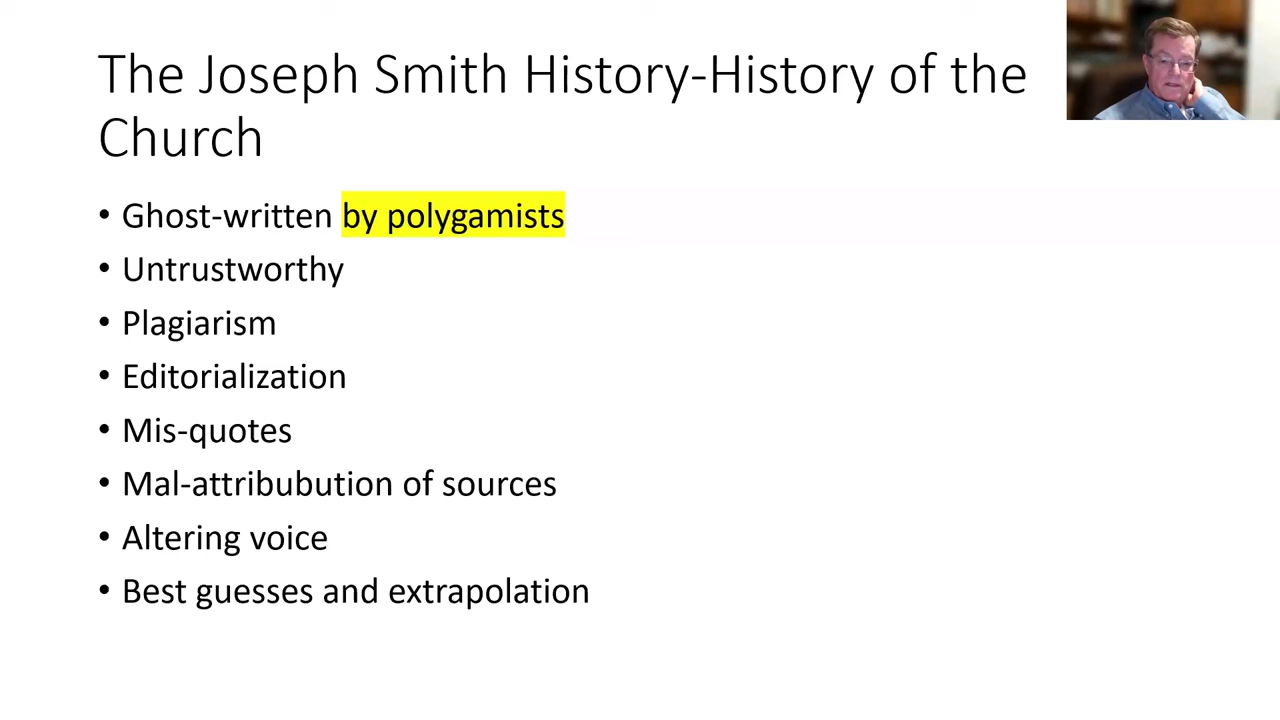 The Joseph Smith History-History of the
Church
• Ghost-written by polygamists
• Untrustworthy
• Plagiarism
• Editorialization
• Mis-quotes
• Mal-attribubution of sources
• Altering voice
• Best guesses and extrapolation